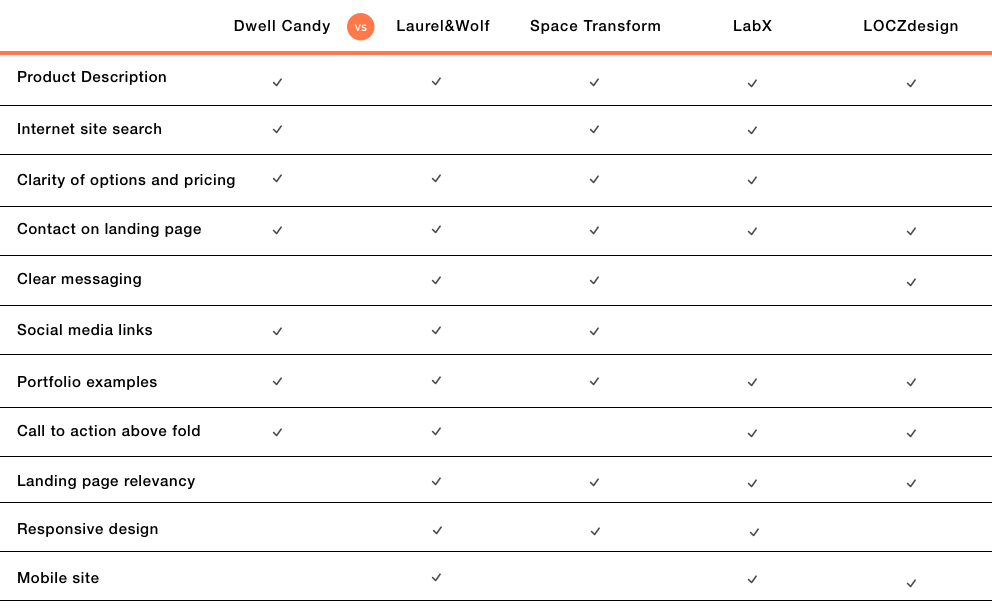 Dwell Candy vs Laurel&Wolf Space Transform LabX LOCZdesign
Product Description ✓ ✓ ✓ ✓ ✓
Internet site search ✓ ✓ ✓
Clarity of options and pricing ✓ ✓ ✓ ✓
Contact on landing page ✓ ✓ ✓ ✓ ✓
Clear messaging ✓ ✓ ✓
Social media links ✓ ✓ ✓
Portfolio examples ✓ ✓ ✓ ✓ ✓
Call to action above fold ✓ ✓ ✓ ✓
Landing page relevancy ✓ ✓ ✓ ✓
Responsive design ✓ ✓ ✓
Mobile site ✓ ✓ ✓